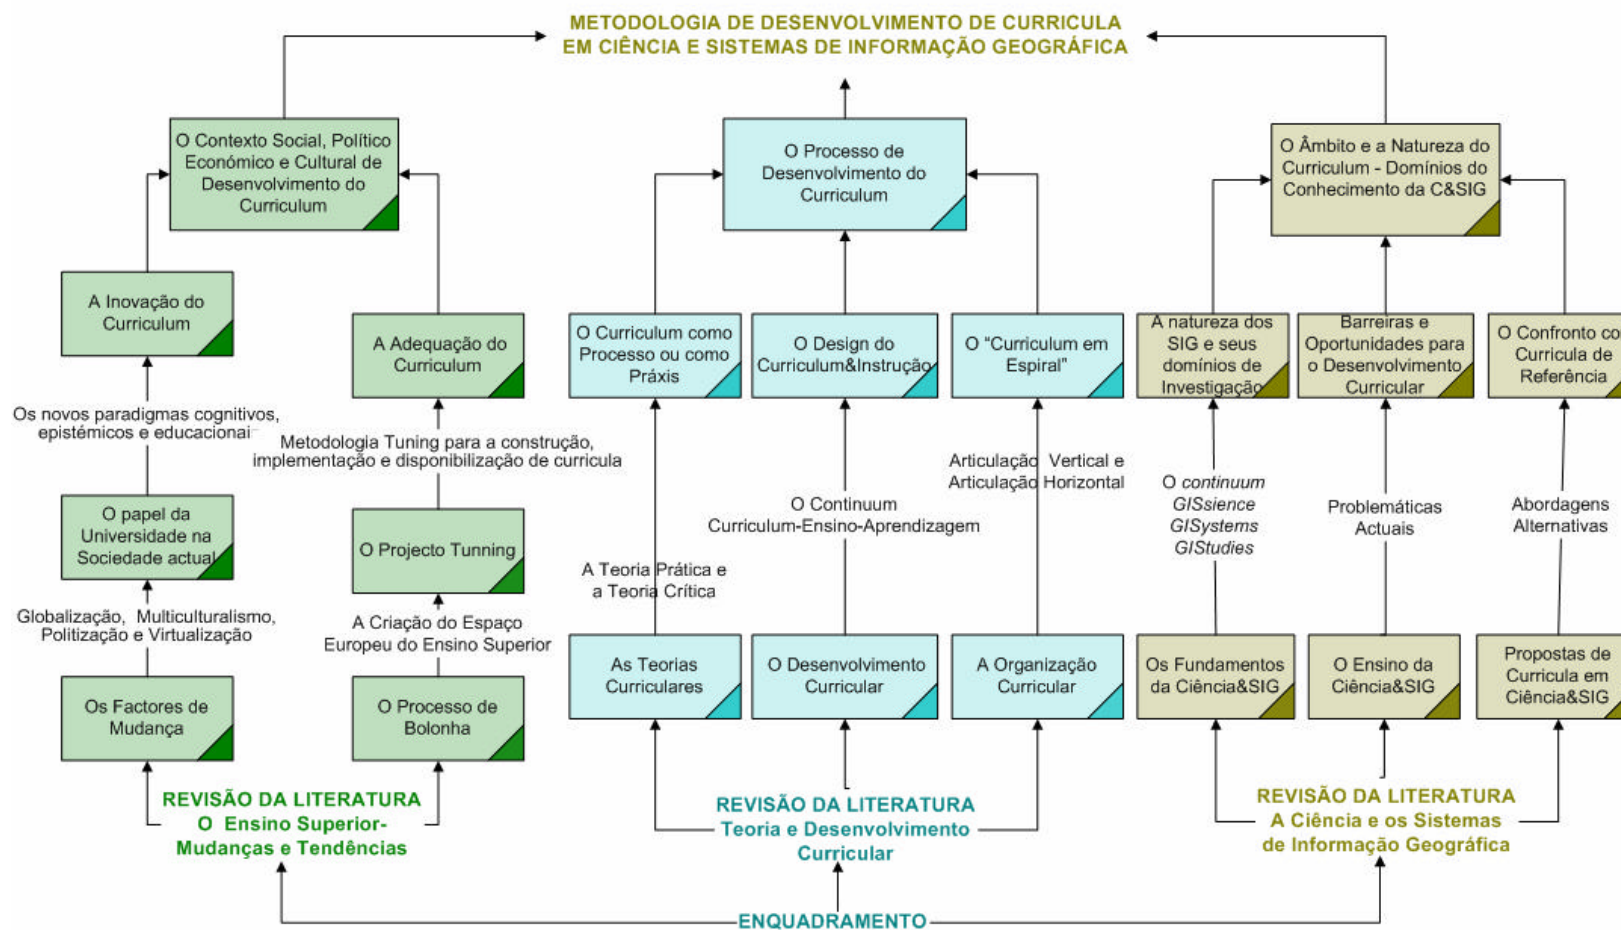 METODOLOGIA DE DESENVOLVIMENTO DE CURRICULA
EM CIÊNCIA E SISTEMAS DE INFORMAÇÃO GEOGRÁFICA
O Contexto Social, Político
Económico e Cultural de
Desenvolvimento do
Curriculum
O Processo de
Desenvolvimento do
Curriculum
O Âmbito e a Natureza do
Curriculum - Domínios do
Conhecimento da C&SIG
A Inovação do
Curriculum
A Adequação do
Curriculum
O Curriculum como
Processo ou como
Práxis
O Design do
Curriculum&Instrução
O “Curriculum em
Espiral”
A natureza dos
SIG e seus
domínios de
Investigação
Barreiras e
Oportunidades para
o Desenvolvimento
Curricular
O Confronto co
Curricula de
Referência
Os novos paradigmas cognitivos,
epistémicos e educacionai
Metodologia Tuning para a construção,
implementação e disponibilização de curricula
Articulação Vertical e
Articulação Horizontal
O Continuum
Curriculum-Ensino-Aprendizagem
O continuum
GISsience
GISystems
GIStudies
Problemáticas
Actuais
Abordagens
Alternativas
O papel da
Universidade na
Sociedade actual
O Projecto Tunning
A Teoria Prática e
a Teoria Crítica
Globalização, Multiculturalismo,
Politização e Virtualização
A Criação do Espaço
Europeu do Ensino Superior
Os Factores de
Mudança
O Processo de
Bolonha
As Teorias
Curriculares
O Desenvolvimento
Curricular
A Organização
Curricular
Os Fundamentos
da Ciência&SIG
O Ensino da
Ciência&SIG
Propostas de
Curricula em
Ciência&SIG
REVISÃO DA LITERATURA
O Ensino Superior-
Mudanças e Tendências
REVISÃO DA LITERATURA
Teoria e Desenvolvimento
Curricular
REVISÃO DA LITERATURA
A Ciência e os Sistemas
de Informação Geográfica
ENQUADRAMENTO